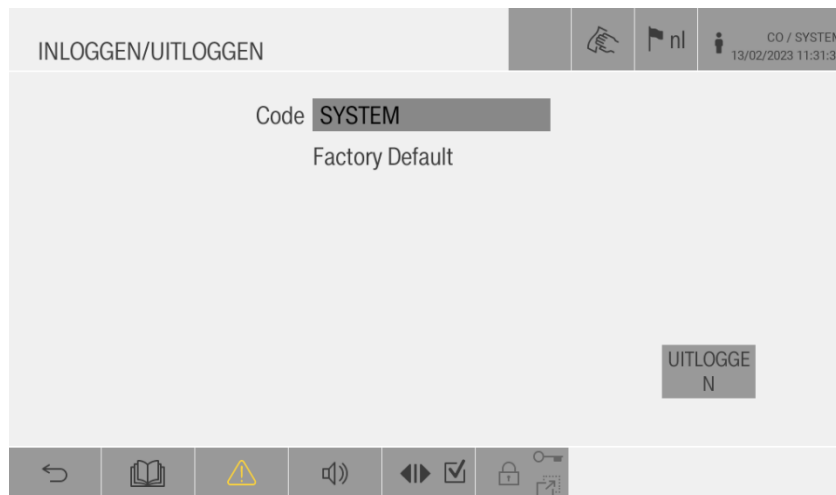 INLOGGEN/UITLOGGEN
nl
CO / SYSTEM
13/02/2023 11:31:3
Code SYSTEM
Factory Default
UITLOGGE
N